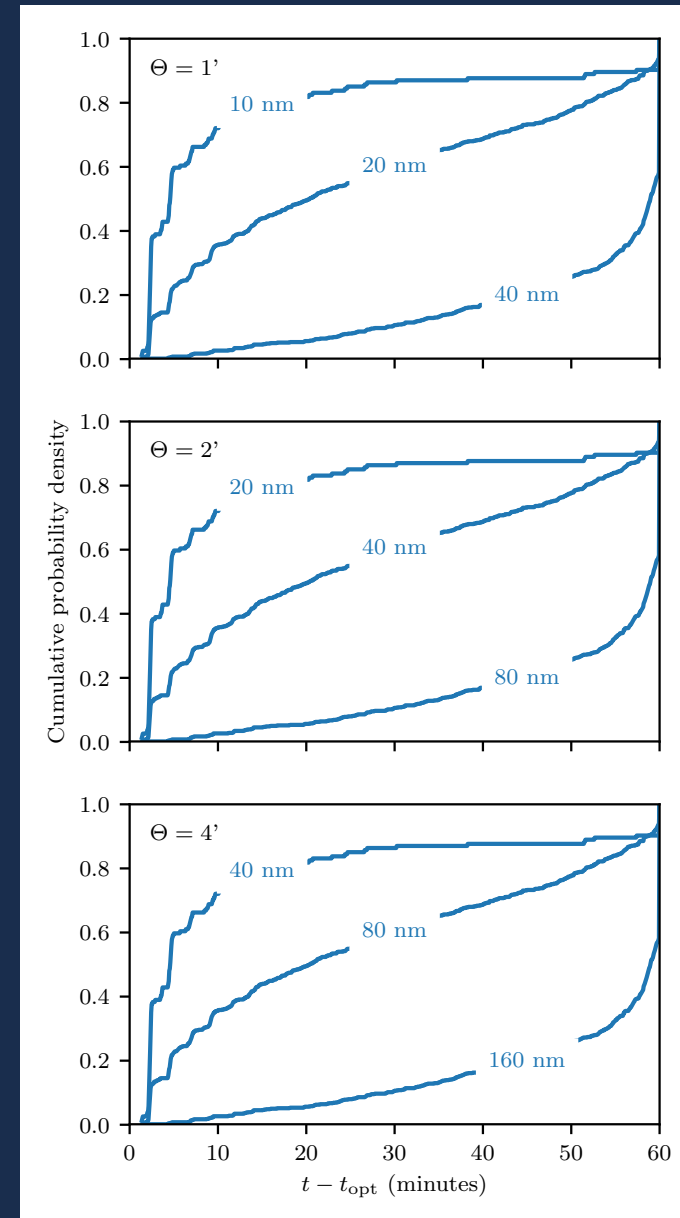 1.0
Θ = 1’
10 nm
0.8
20 nm
0.6
0.4
40 nm
0.2
0.0
1.0
Θ = 2’
20 nm
0.8
40 nm
0.6
0.4
80 nm
0.2
0.0
Cumulative probability density
1.0
Θ = 4’
40 nm
0.8
80 nm
0.6
0.4
160 nm
0.2
0.0
0 10 20 30 40 50 60
t − t_opt (minutes)